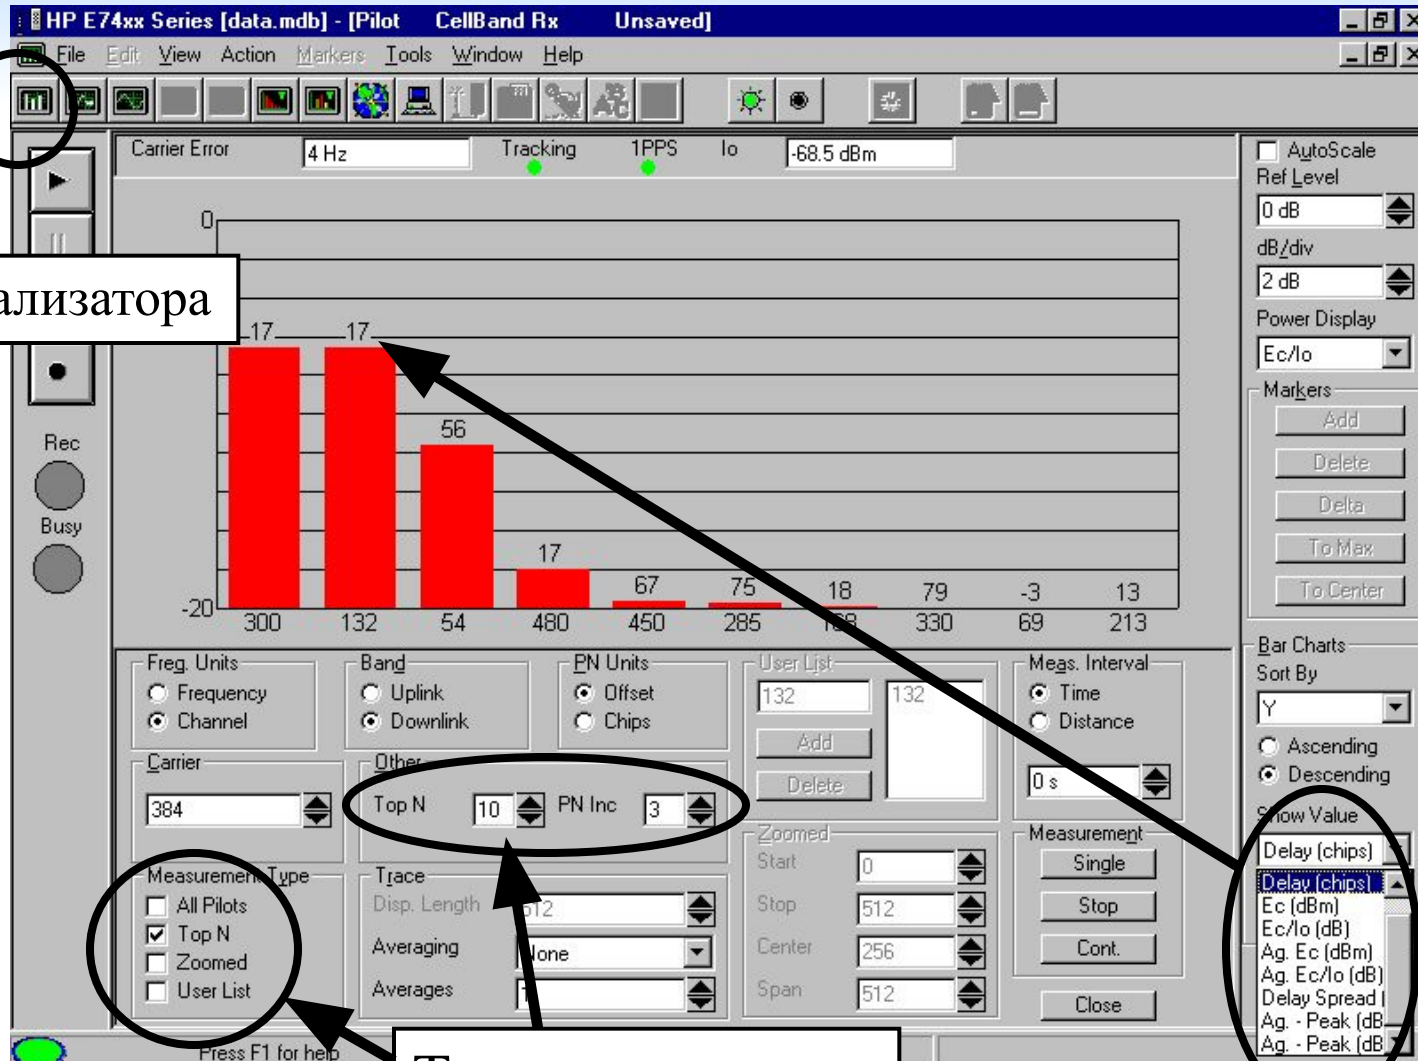 HP E74xx Series [data.mdb] - [Pilot CellBand Rx Unsaved]
File Edit View Action Markers Tools Window Help
Carrier Error 4 Hz Tracking 1PPS Io -68.5 dBm
AutoScale
Ref Level
0 dB
dB/div
2 dB
Power Display
Ec/Io
Markers
Add
Delete
Delta
To Max
To Center
Bar Charts
Sort By
Y
Ascending
Descending
Show Value
Delay (chips)
Delay (chips)
Ec (dBm)
Ec/Io (dB)
Ag. Ec (dBm)
Ag. Ec/Io (dB)
Delay Spread (
Ag. - Peak (dB
Ag. - Peak (dB
ализатора
Rec
Busy
0
17 17 56 17 67 75 18 79 -3 13
-20
300 132 54 480 450 285 330 69 213
Freq. Units
Frequency
Channel
Band
Uplink
Downlink
PN Units
Offset
Chips
User List
132 132
Add
Delete
Meas. Interval
Time
Distance
0 s
Carrier
384
Other
Top N 10 PN Inc 3
Measurement Type
All Pilots
Top N
Zoomed
User List
Trace
Disp. Length 512
Averaging None
Averages
Zoomed
Start 0
Stop 512
Center 256
Span 512
Measurement
Single
Stop
Cont.
Close
Press F1 for help